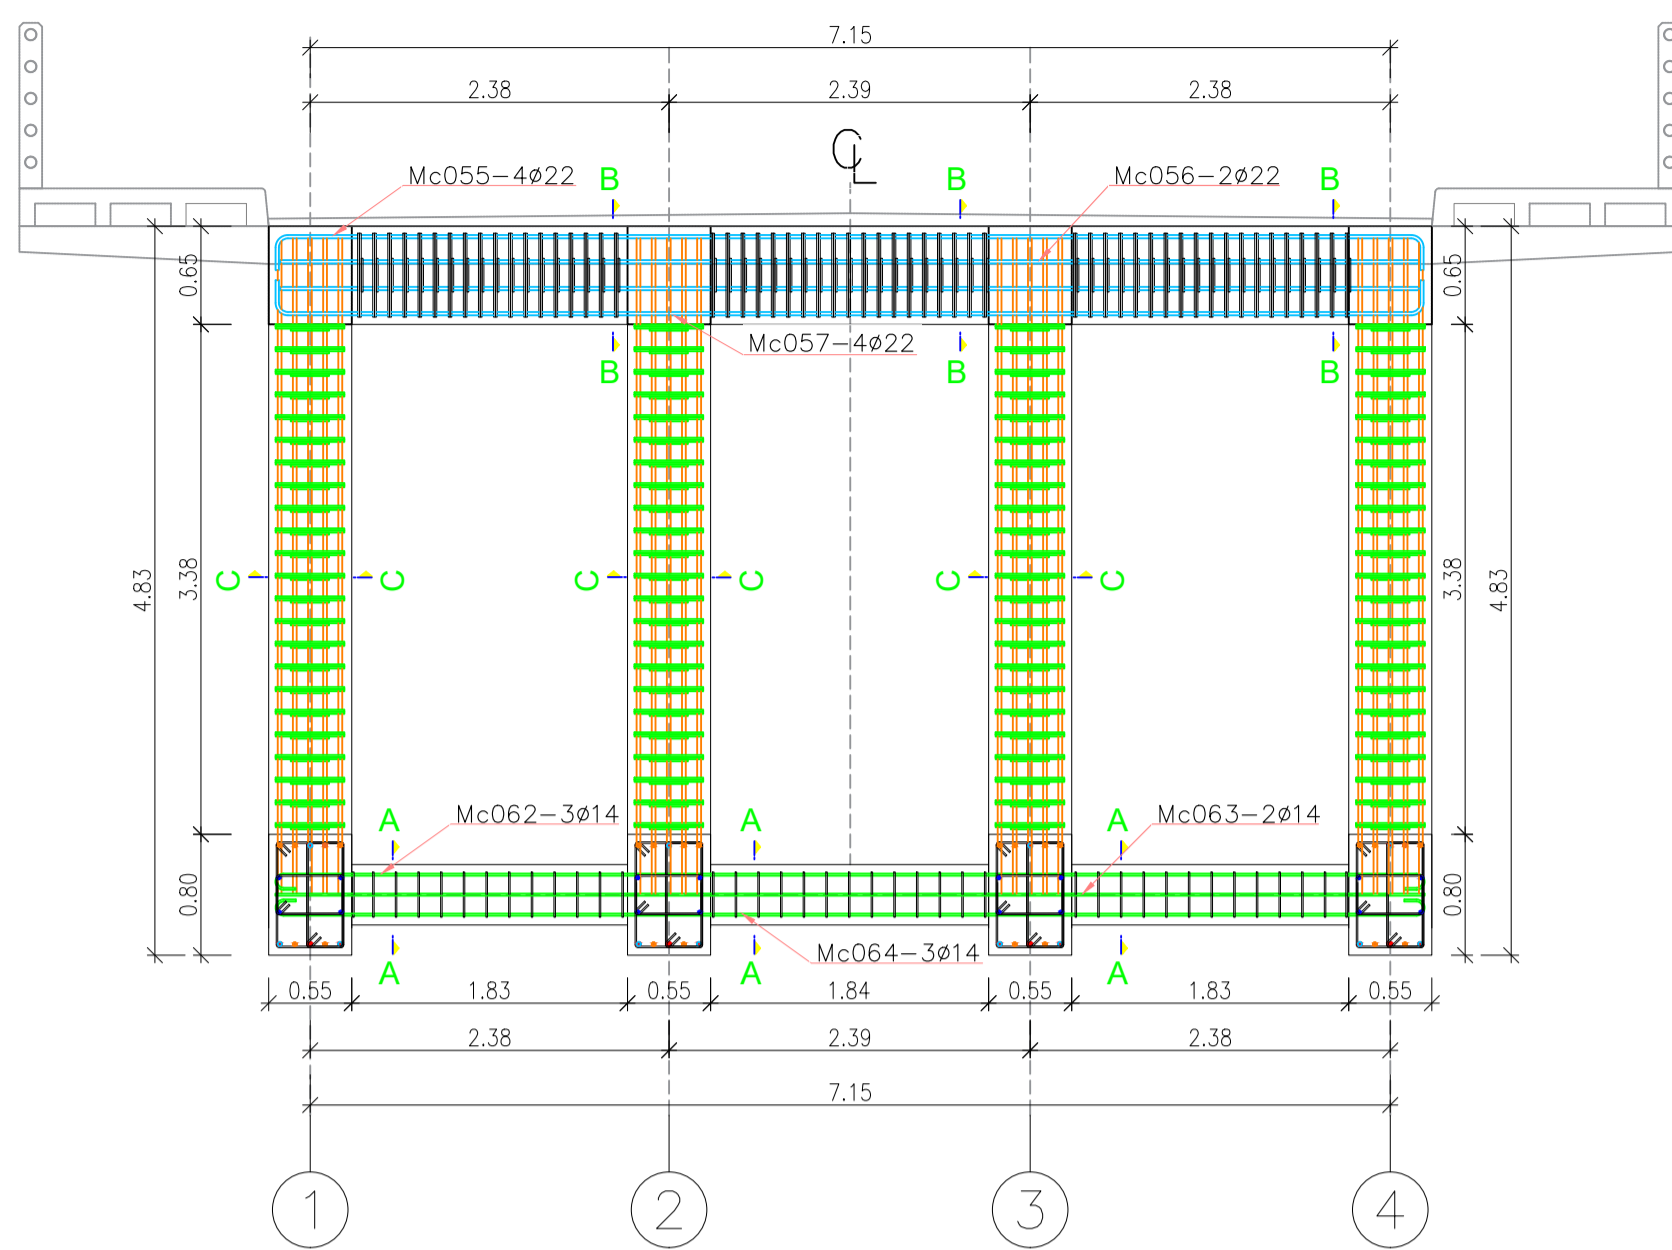 7.15
2.38
2.39
2.38
℄
Mc055-4ø22
B
B
Mc056-2ø22
B
0.65
0.65
Mc057-4ø22
B
B
B
4.83
3.38
C
C
C
C
C
C
3.38
4.83
Mc062-3ø14
A
A
A
Mc063-2ø14
0.80
0.80
Mc064-3ø14
A
A
A
0.55
1.83
0.55
1.84
0.55
1.83
0.55
2.38
2.39
2.38
7.15
1
2
3
4